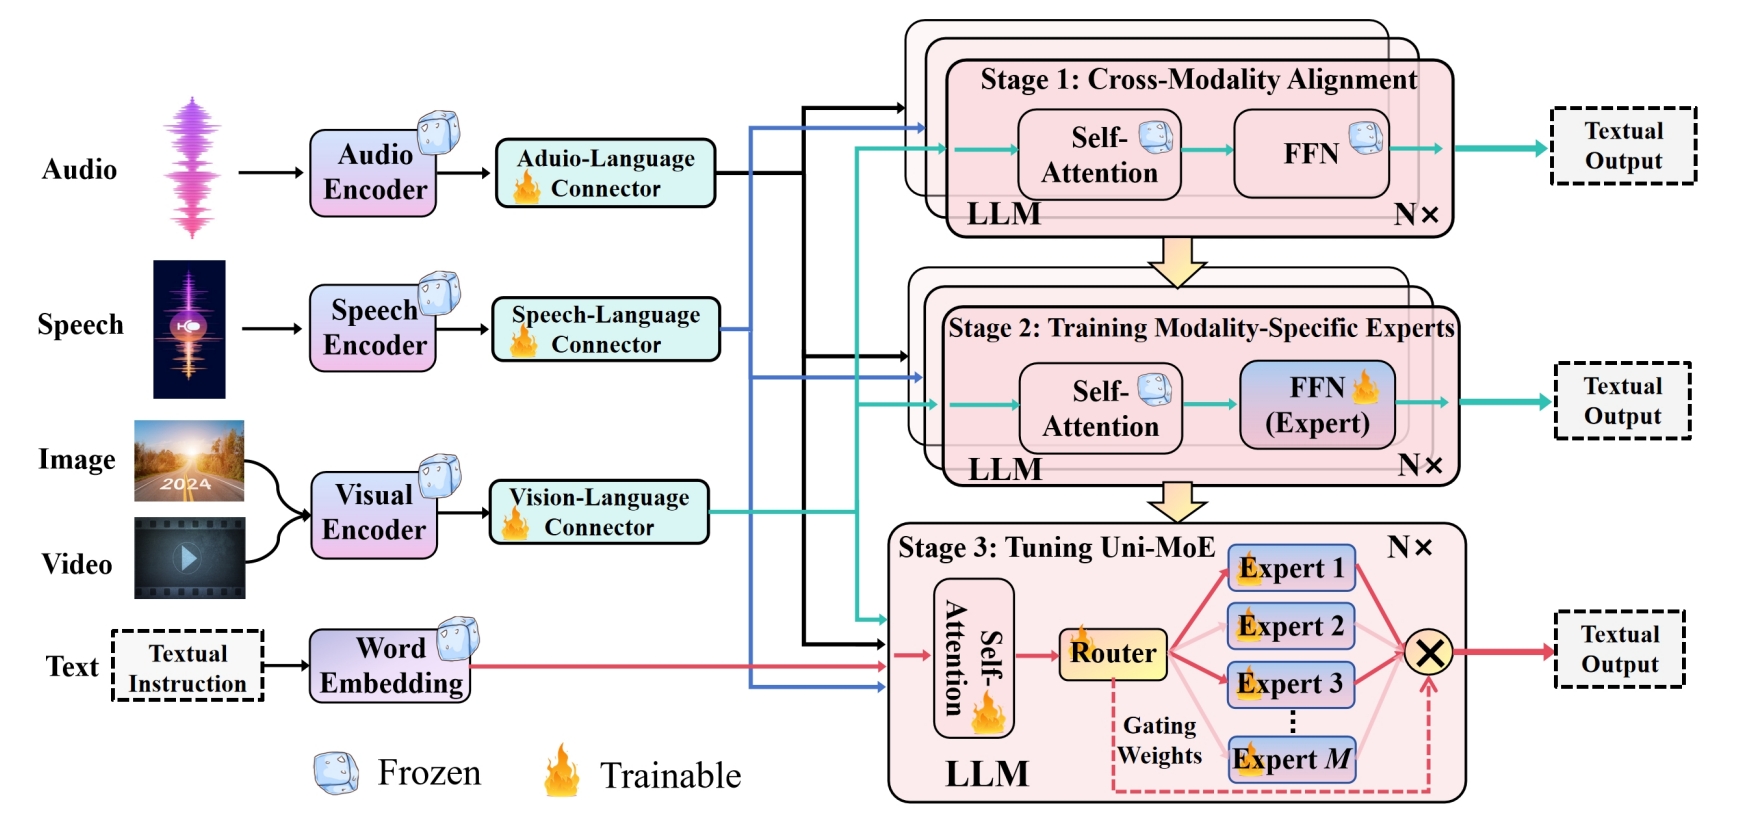 Audio
Audio
Encoder
Aduio-Language
Connector
Speech
Speech
Encoder
Speech-Language
Connector
Image
2024
Video
Visual
Encoder
Vision-Language
Connector
Text
Textual
Instruction
Word
Embedding
Frozen
Trainable
Stage 1: Cross-Modality Alignment
Self-
Attention
FFN
LLM
N×
Textual
Output
Stage 2: Training Modality-Specific Experts
Self-
Attention
FFN
(Expert)
LLM
N×
Textual
Output
Stage 3: Tuning Uni-MoE
N×
Self-
Attention
Router
Expert 1
Expert 2
Expert 3
Expert M
Gating
Weights
LLM
Textual
Output